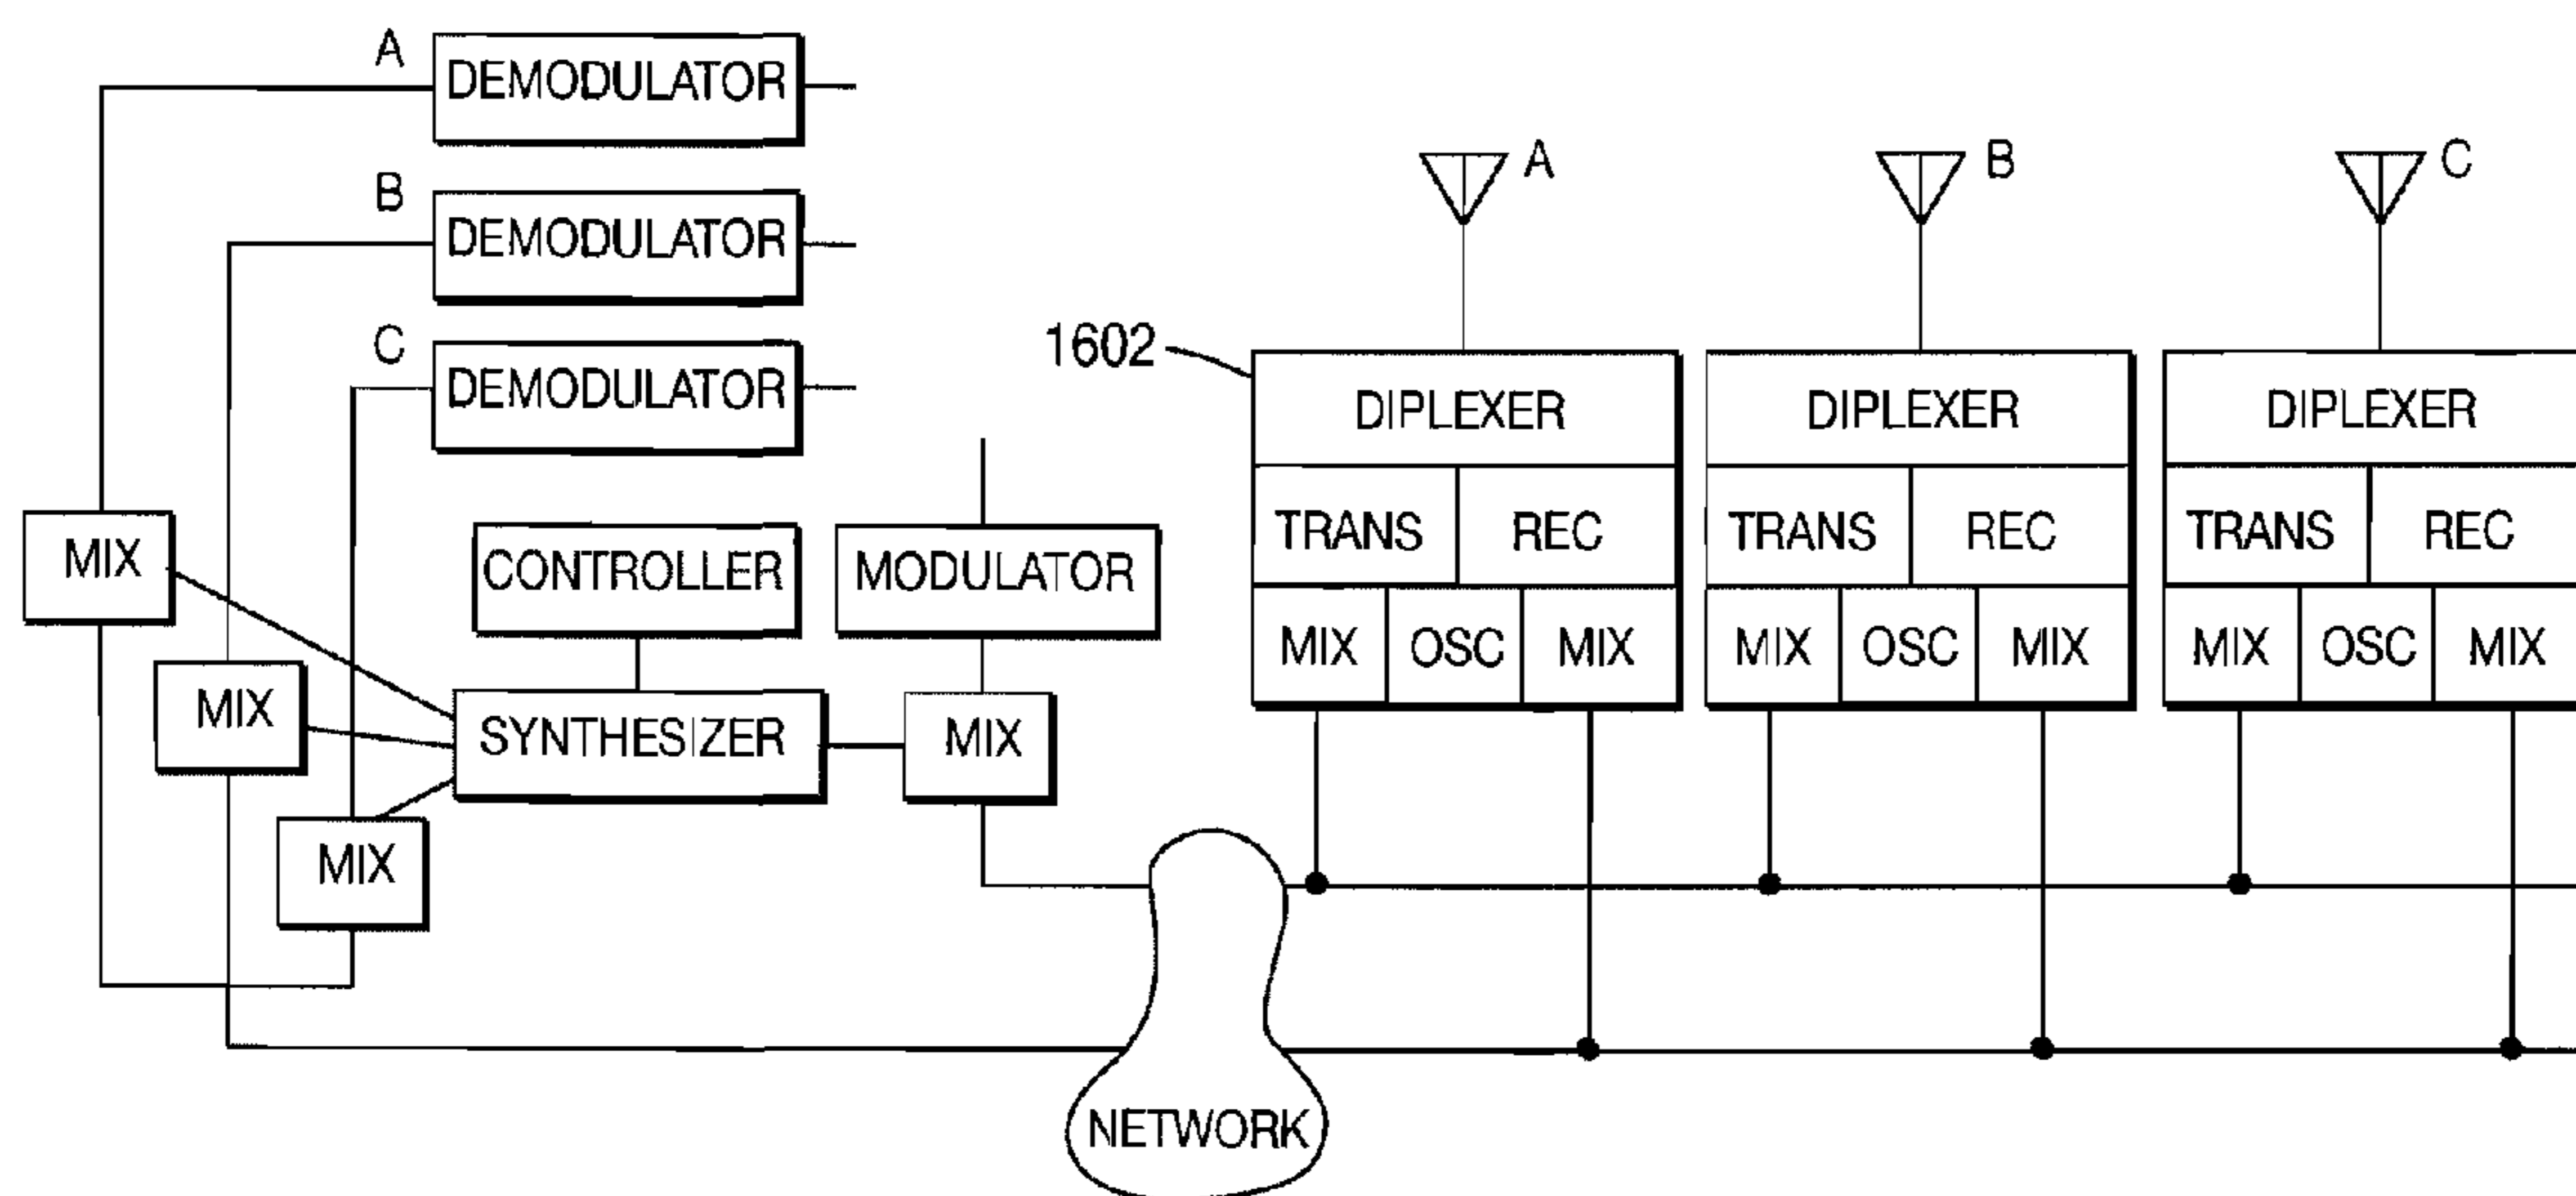 A
DEMODULATOR
B
DEMODULATOR
C
DEMODULATOR
MIX
MIX
MIX
CONTROLLER
SYNTHESIZER
MODULATOR
MIX
NETWORK
1602
A
DIPLEXER
TRANS REC
MIX OSC MIX
B
DIPLEXER
TRANS REC
MIX OSC MIX
C
DIPLEXER
TRANS REC
MIX OSC MIX